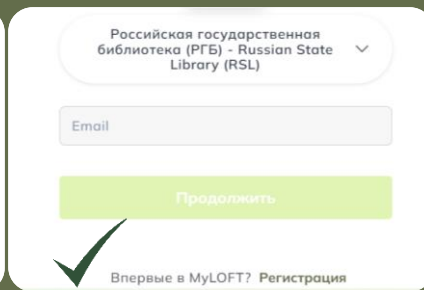 Российская государственная
библиотека (РГБ) - Russian State
Library (RSL)
Email
Продолжить
Впервые в MyLOFT? Регистрация